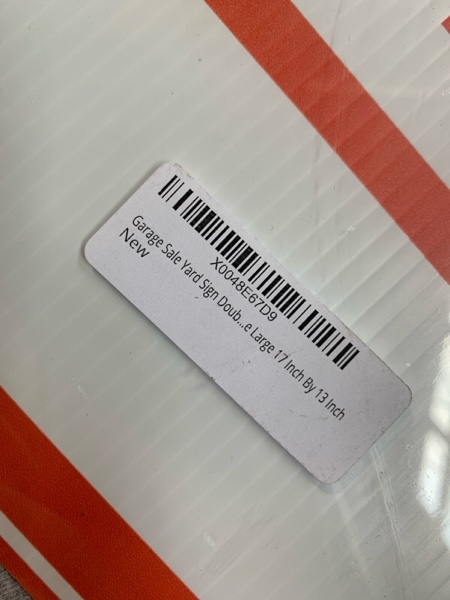 X0048E67D9
Garage Sale Yard Sign Doub...e Large 17 Inch By 13 Inch
New